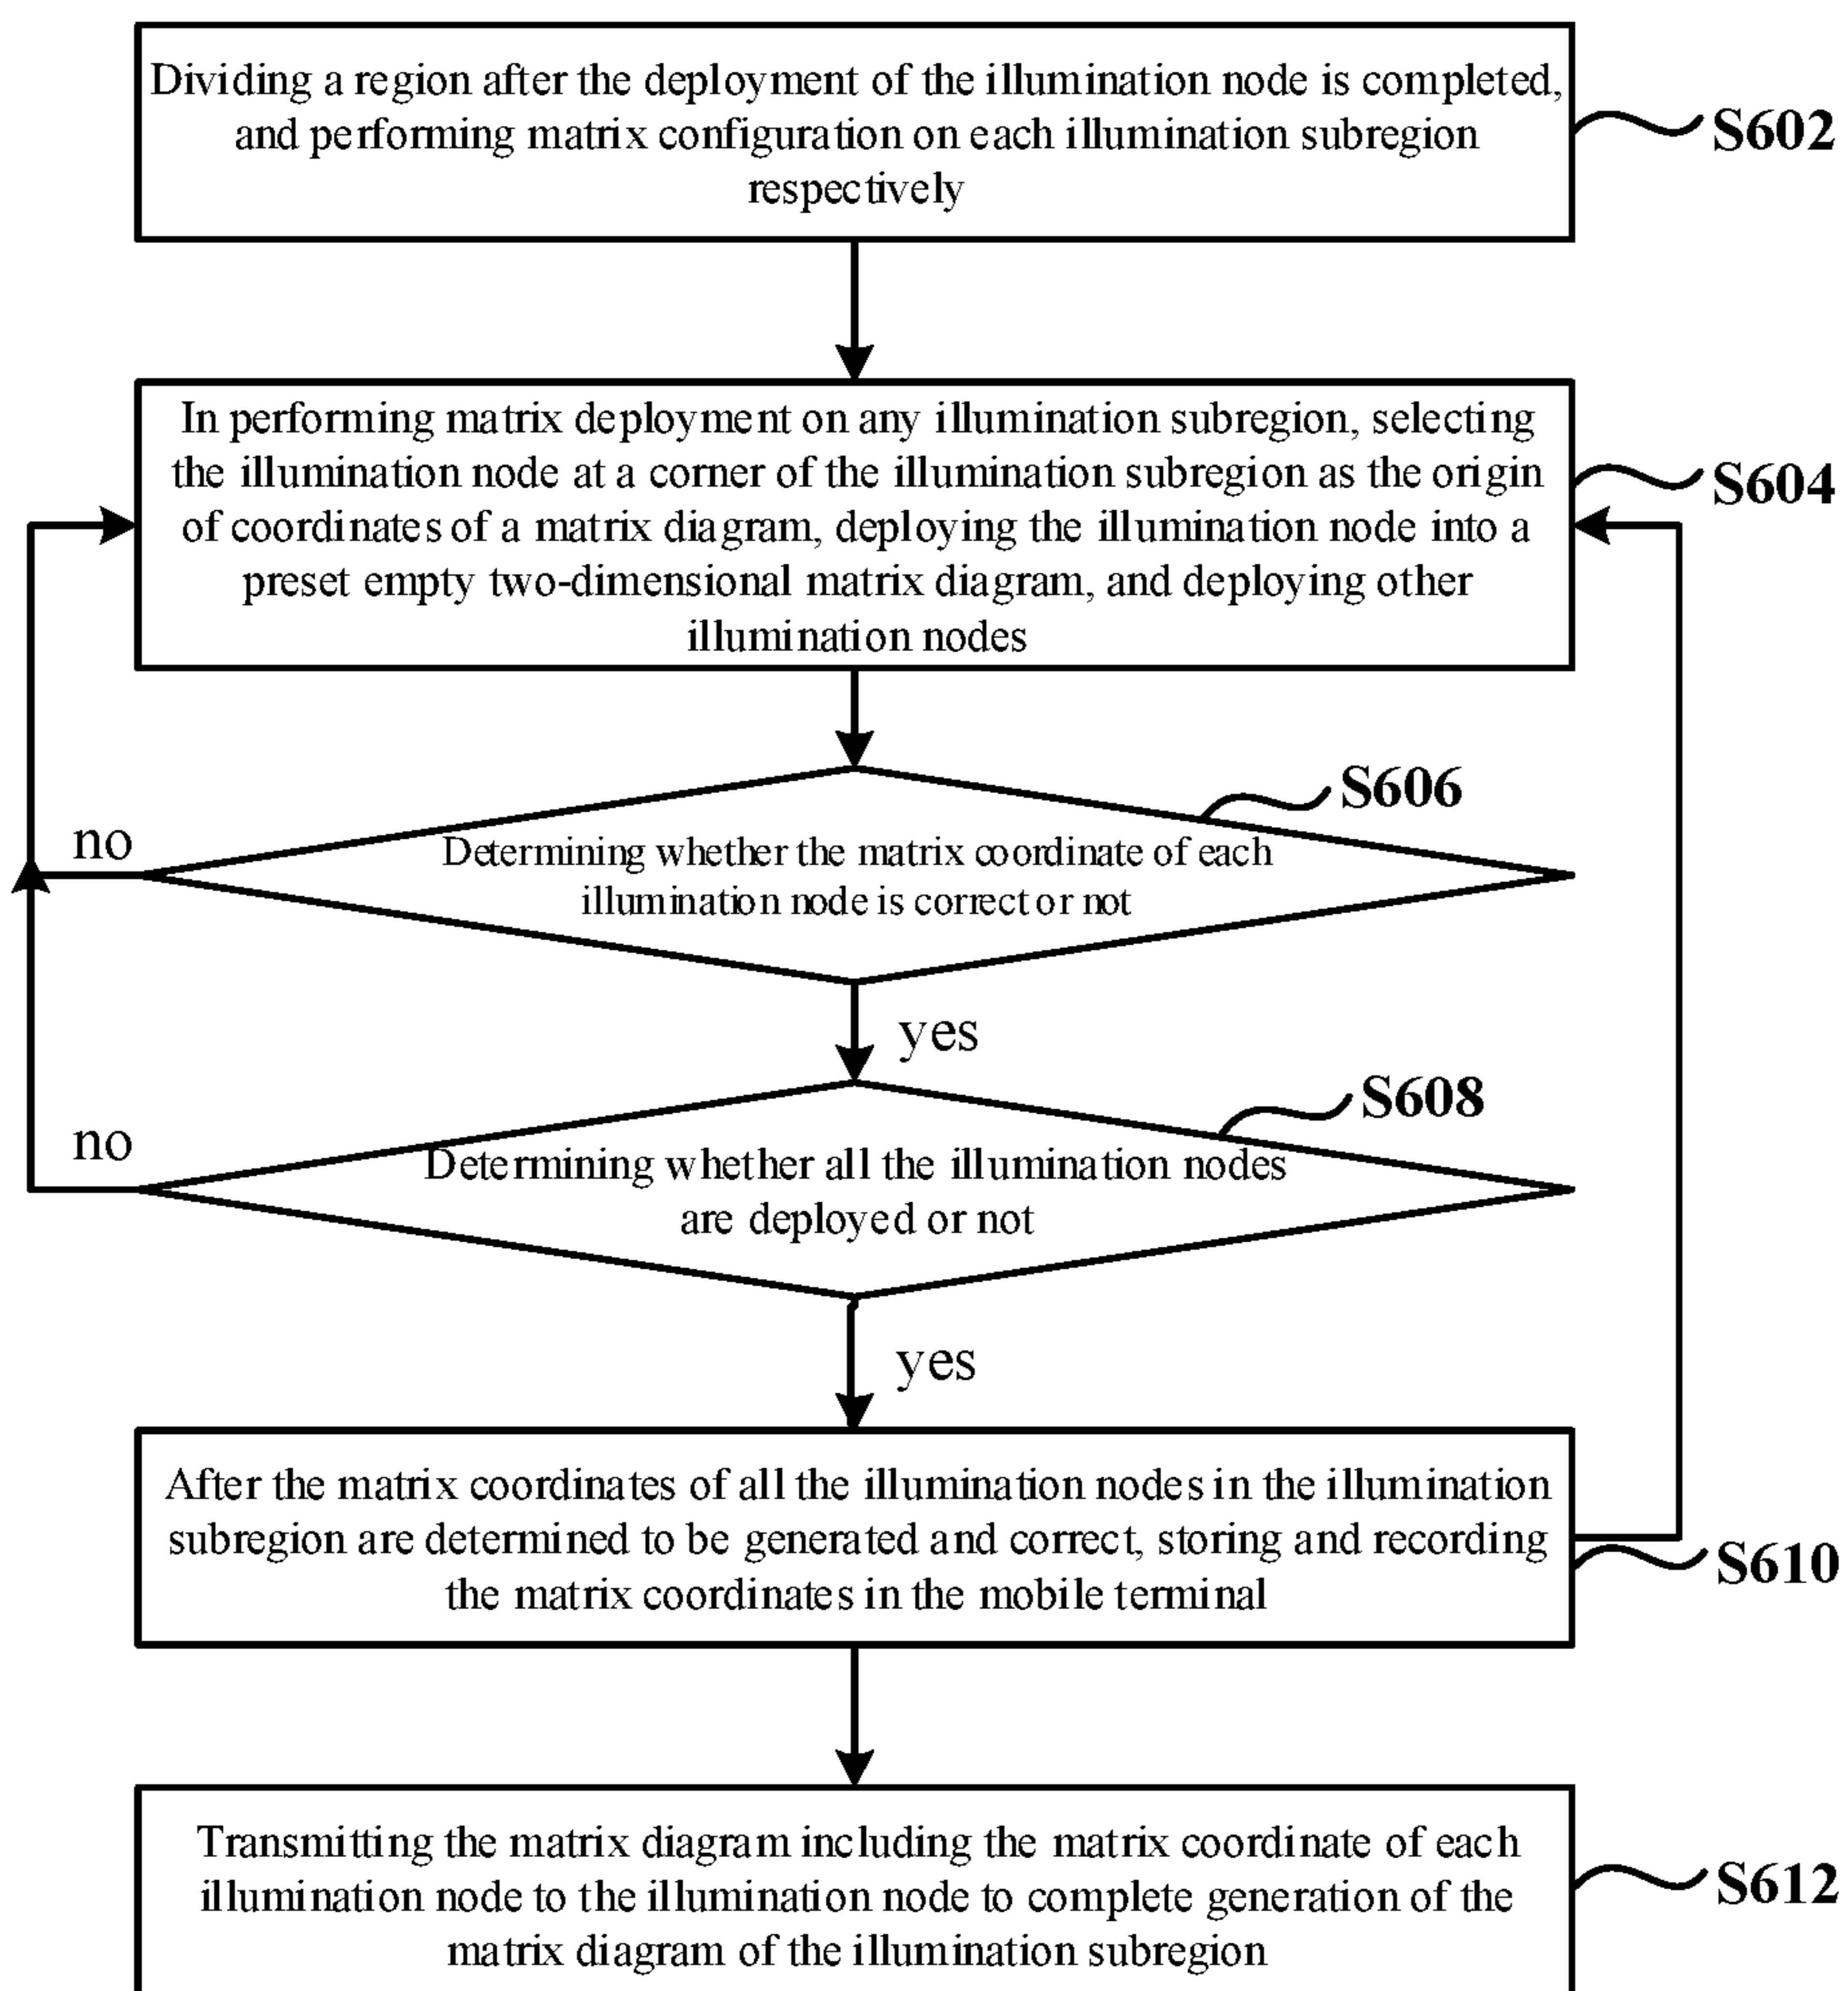 Dividing a region after the deployment of the illumination node is completed,
and performing matrix configuration on each illumination subregion
respectively
S602
In performing matrix deployment on any illumination subregion, selecting
the illumination node at a corner of the illumination subregion as the origin
of coordinates of a matrix diagram, deploying the illumination node into a
preset empty two-dimensional matrix diagram, and deploying other
illumination nodes
S604
S606
no
Determining whether the matrix coordinate of each
illumination node is correct or not
yes
S608
no
Determining whether all the illumination nodes
are deployed or not
yes
After the matrix coordinates of all the illumination nodes in the illumination
subregion are determined to be generated and correct, storing and recording
the matrix coordinates in the mobile terminal
S610
Transmitting the matrix diagram including the matrix coordinate of each
illumination node to the illumination node to complete generation of the
matrix diagram of the illumination subregion
S612